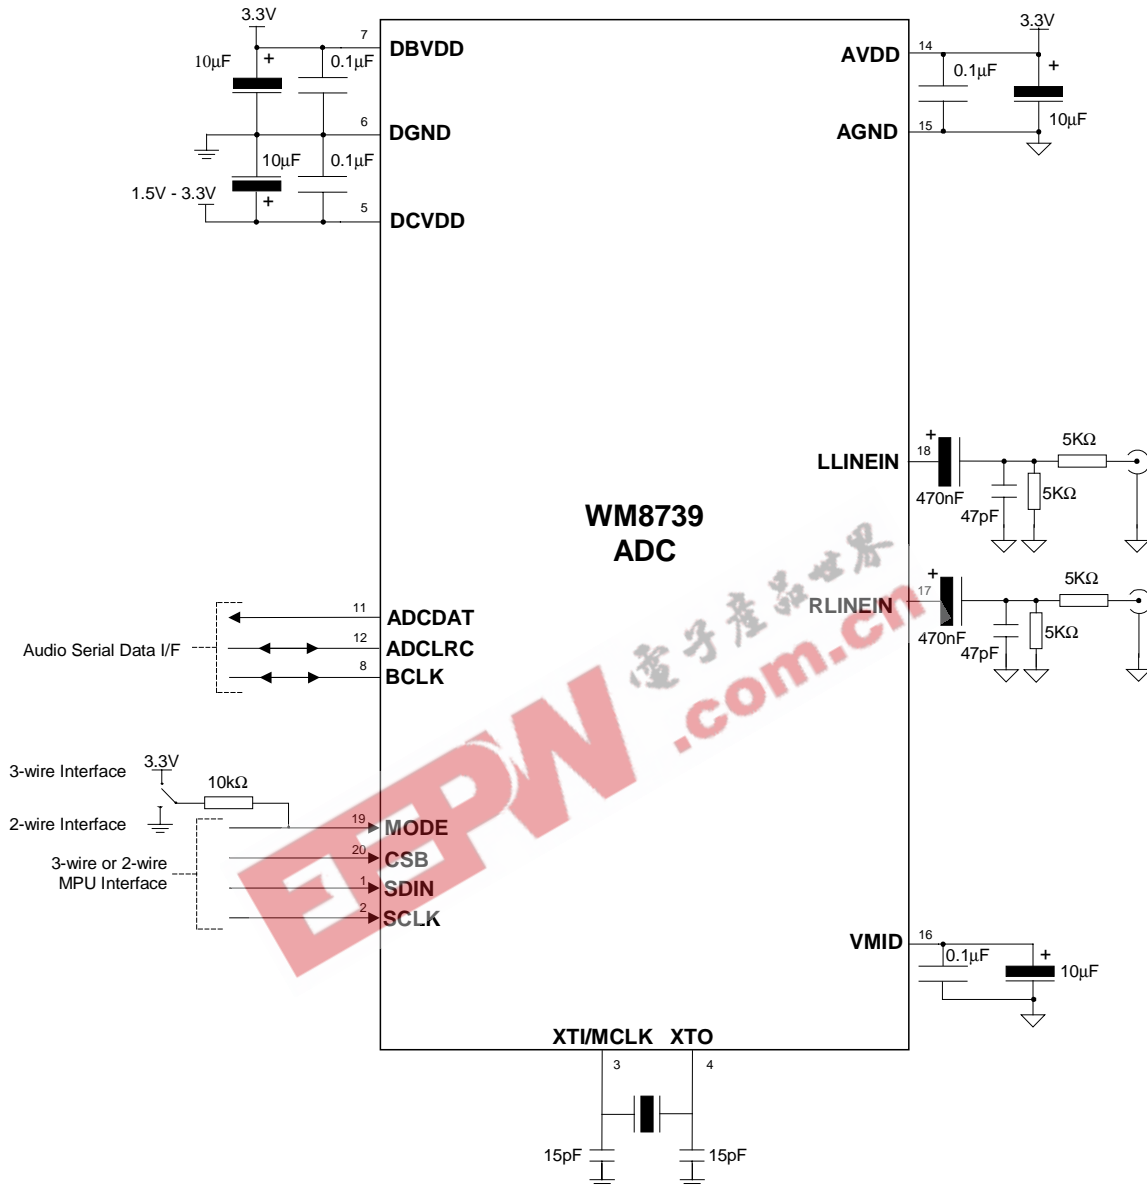 3.3V
7
DBVDD
10μF
+
0.1μF
6
DGND
10μF
0.1μF
1.5V - 3.3V
+
5
DCVDD
3.3V
14
AVDD
+
0.1μF
AGND
15
10μF
LLINEIN
18
+
470nF
47pF
5KΩ
5KΩ
WM8739
ADC
RLINEIN
17
+
470nF
47pF
5KΩ
5KΩ
電子產品世界
EEPW
.com.cn
11
ADCDAT
12
ADCLRC
8
BCLK
Audio Serial Data I/F
3-wire Interface
3.3V
10kΩ
2-wire Interface
19
MODE
20
CSB
1
SDIN
2
SCLK
3-wire or 2-wire
MPU Interface
VMID
16
0.1μF
+
10μF
XTI/MCLK
XTO
3
4
15pF
15pF